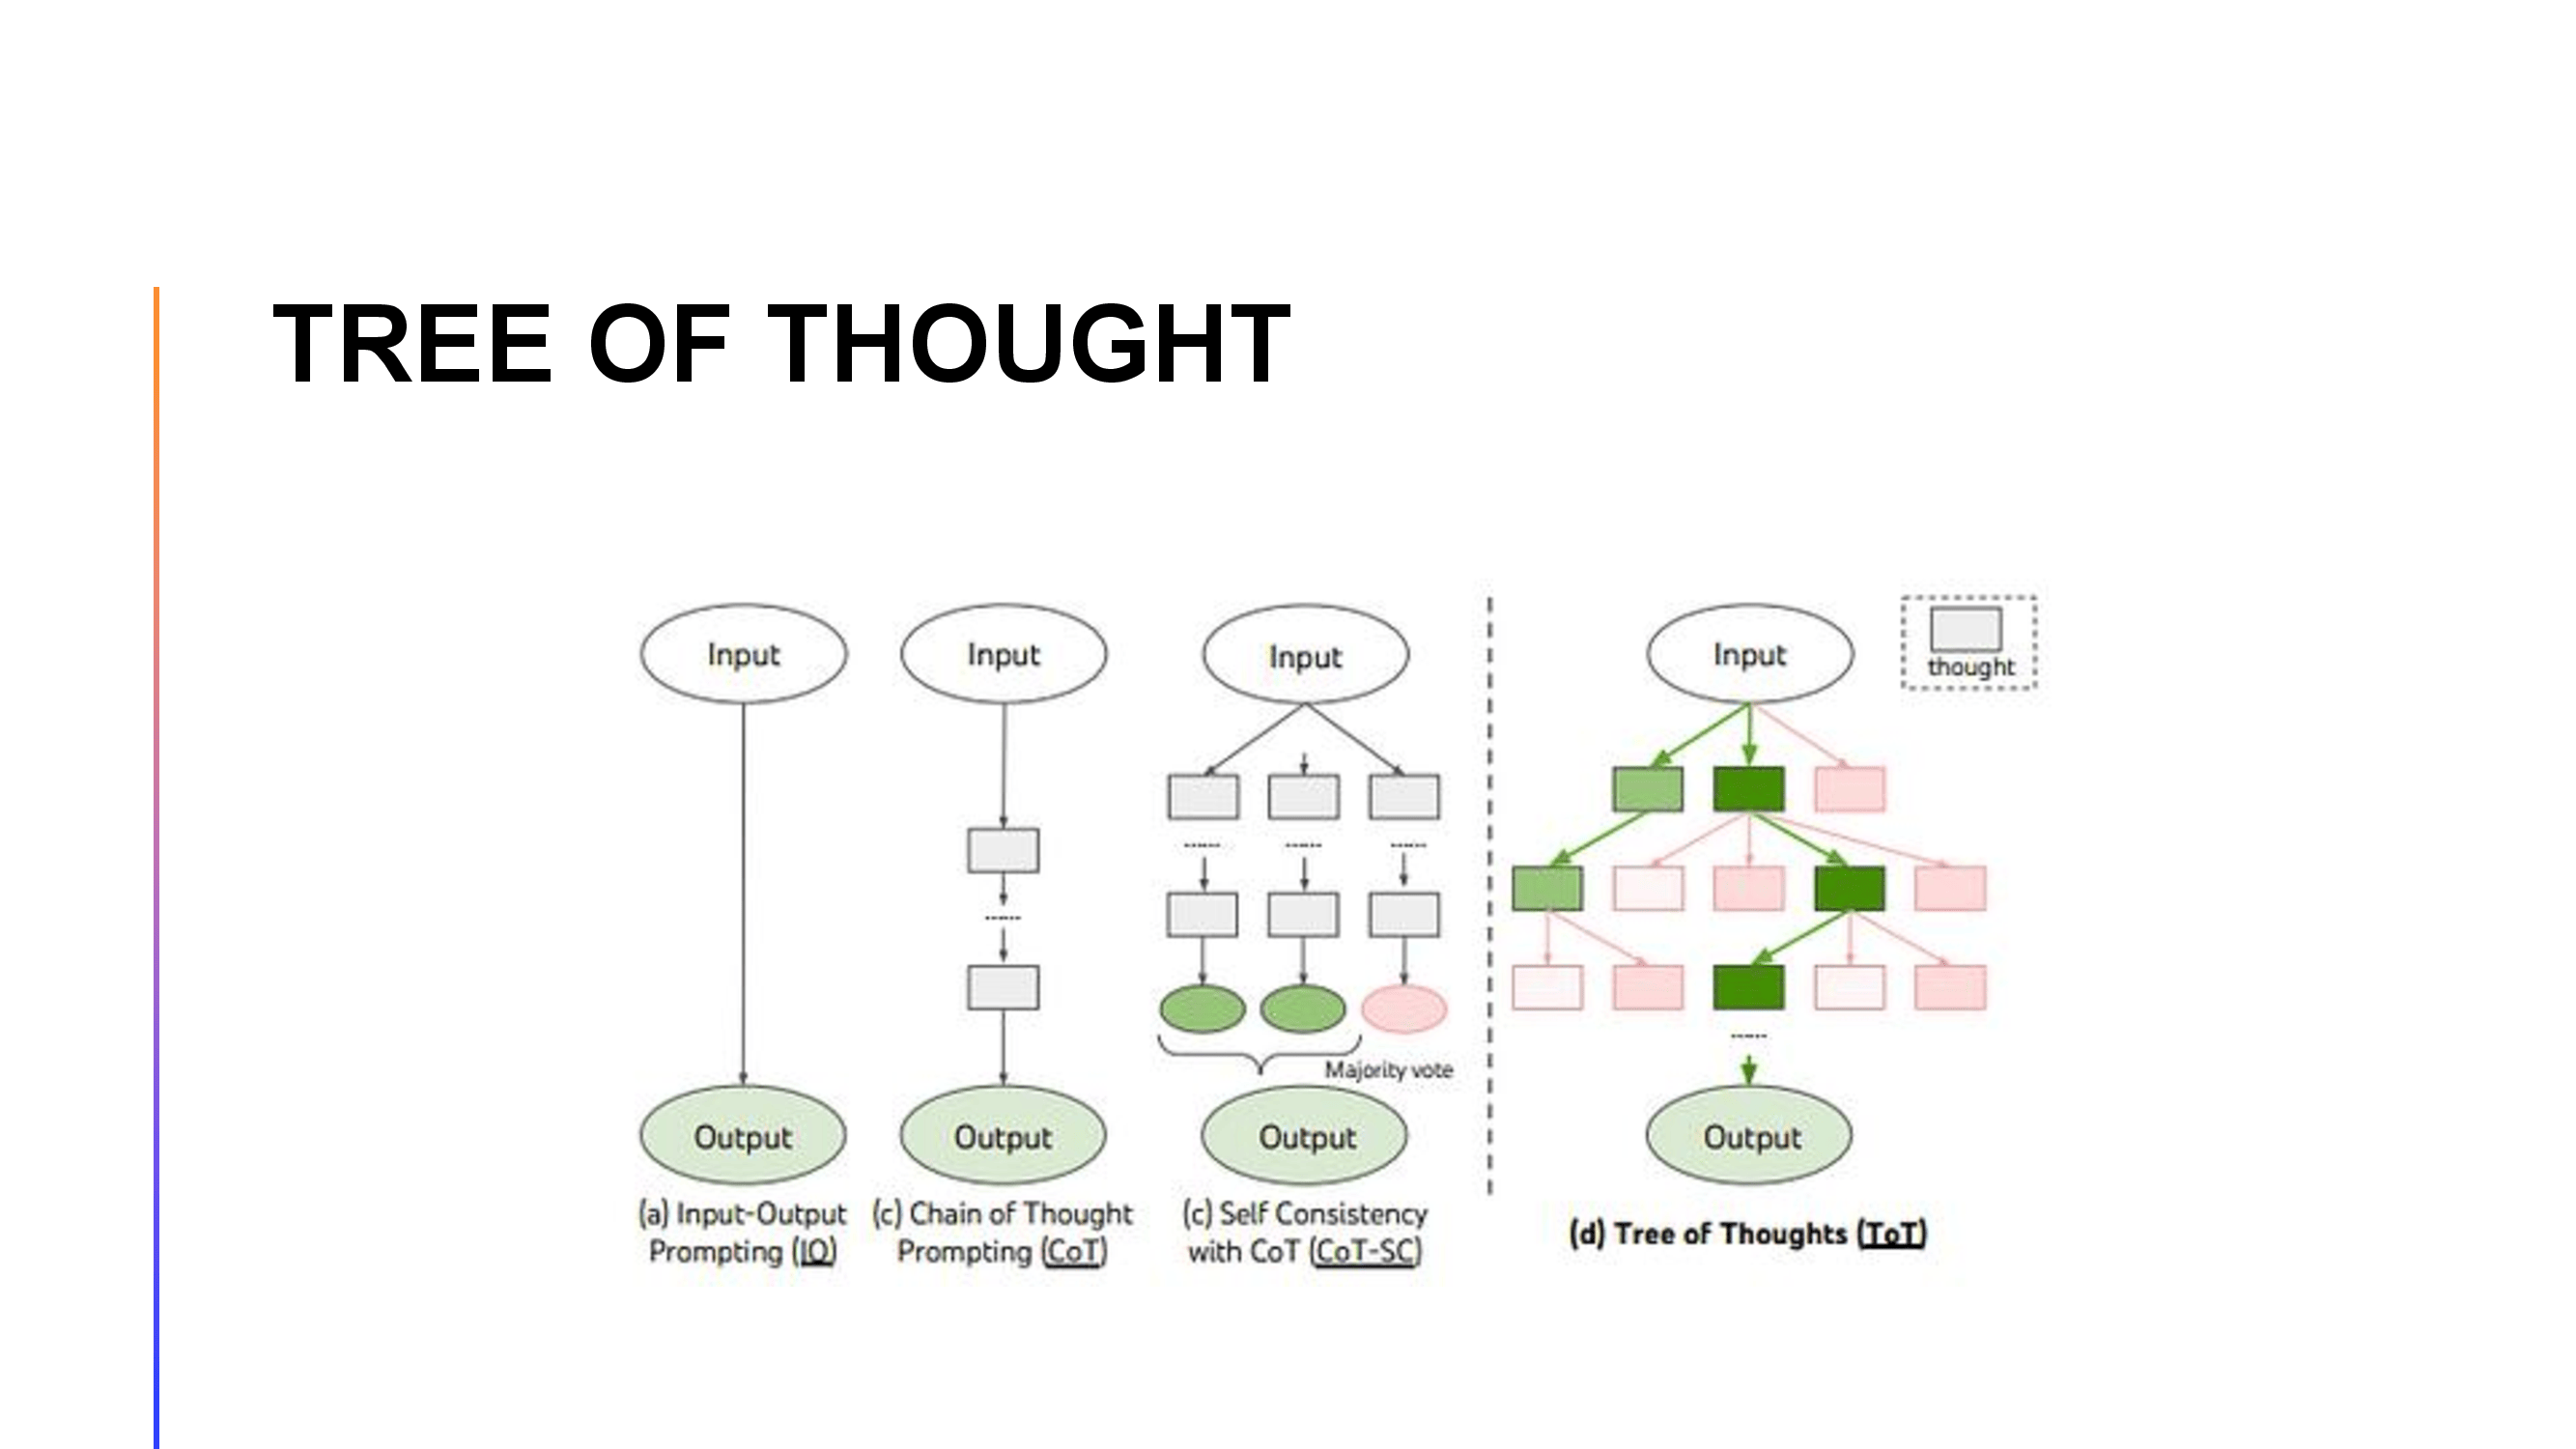 TREE OF THOUGHT
Input
Output
(a) Input-Output
Prompting (IO)
Input
Output
(c) Chain of Thought
Prompting (CoT)
Input
Majority vote
Output
(c) Self Consistency
with CoT (CoT-SC)
Input
thought
Output
(d) Tree of Thoughts (ToT)